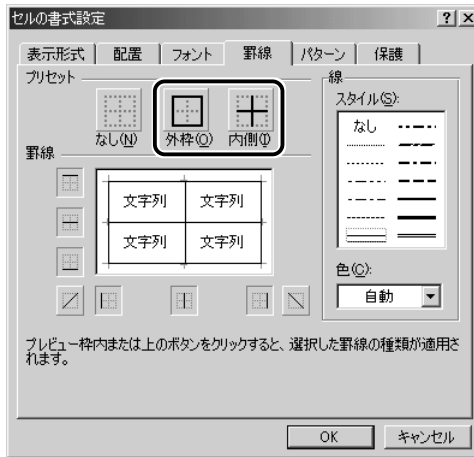 セルの書式設定
表示形式 配置 フォント 罫線 パターン 保護
プリセット
なし(N) 外枠(O) 内側(I)
罫線
文字列 文字列
文字列 文字列
線
スタイル(S):
なし
色(C):
自動
プレビュー枠内または上のボタンをクリックすると、選択した罫線の種類が適用さ
れます。
OK キャンセル